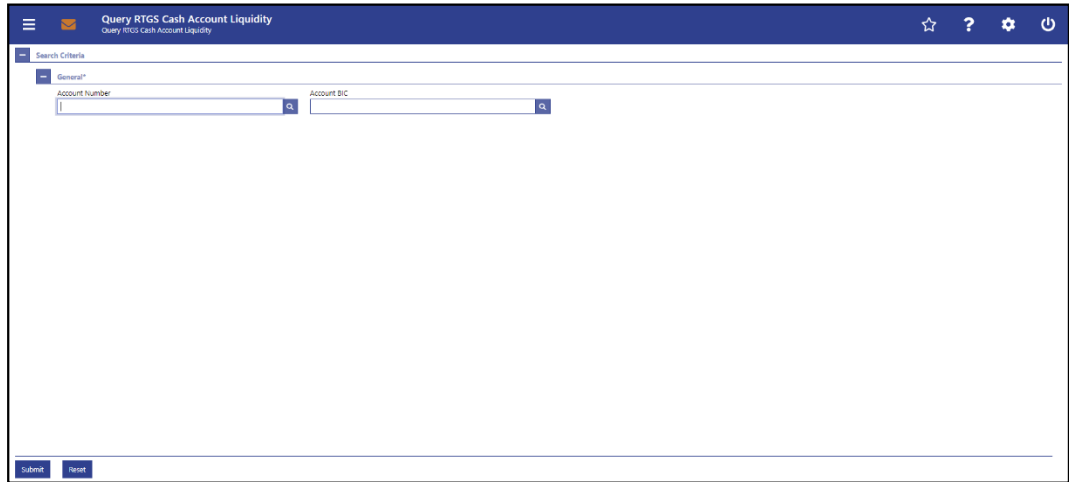 Query RTGS Cash Account Liquidity
Query RTGS Cash Account Liquidity
Search Criteria
General*
Account Number Account BIC
Submit Reset